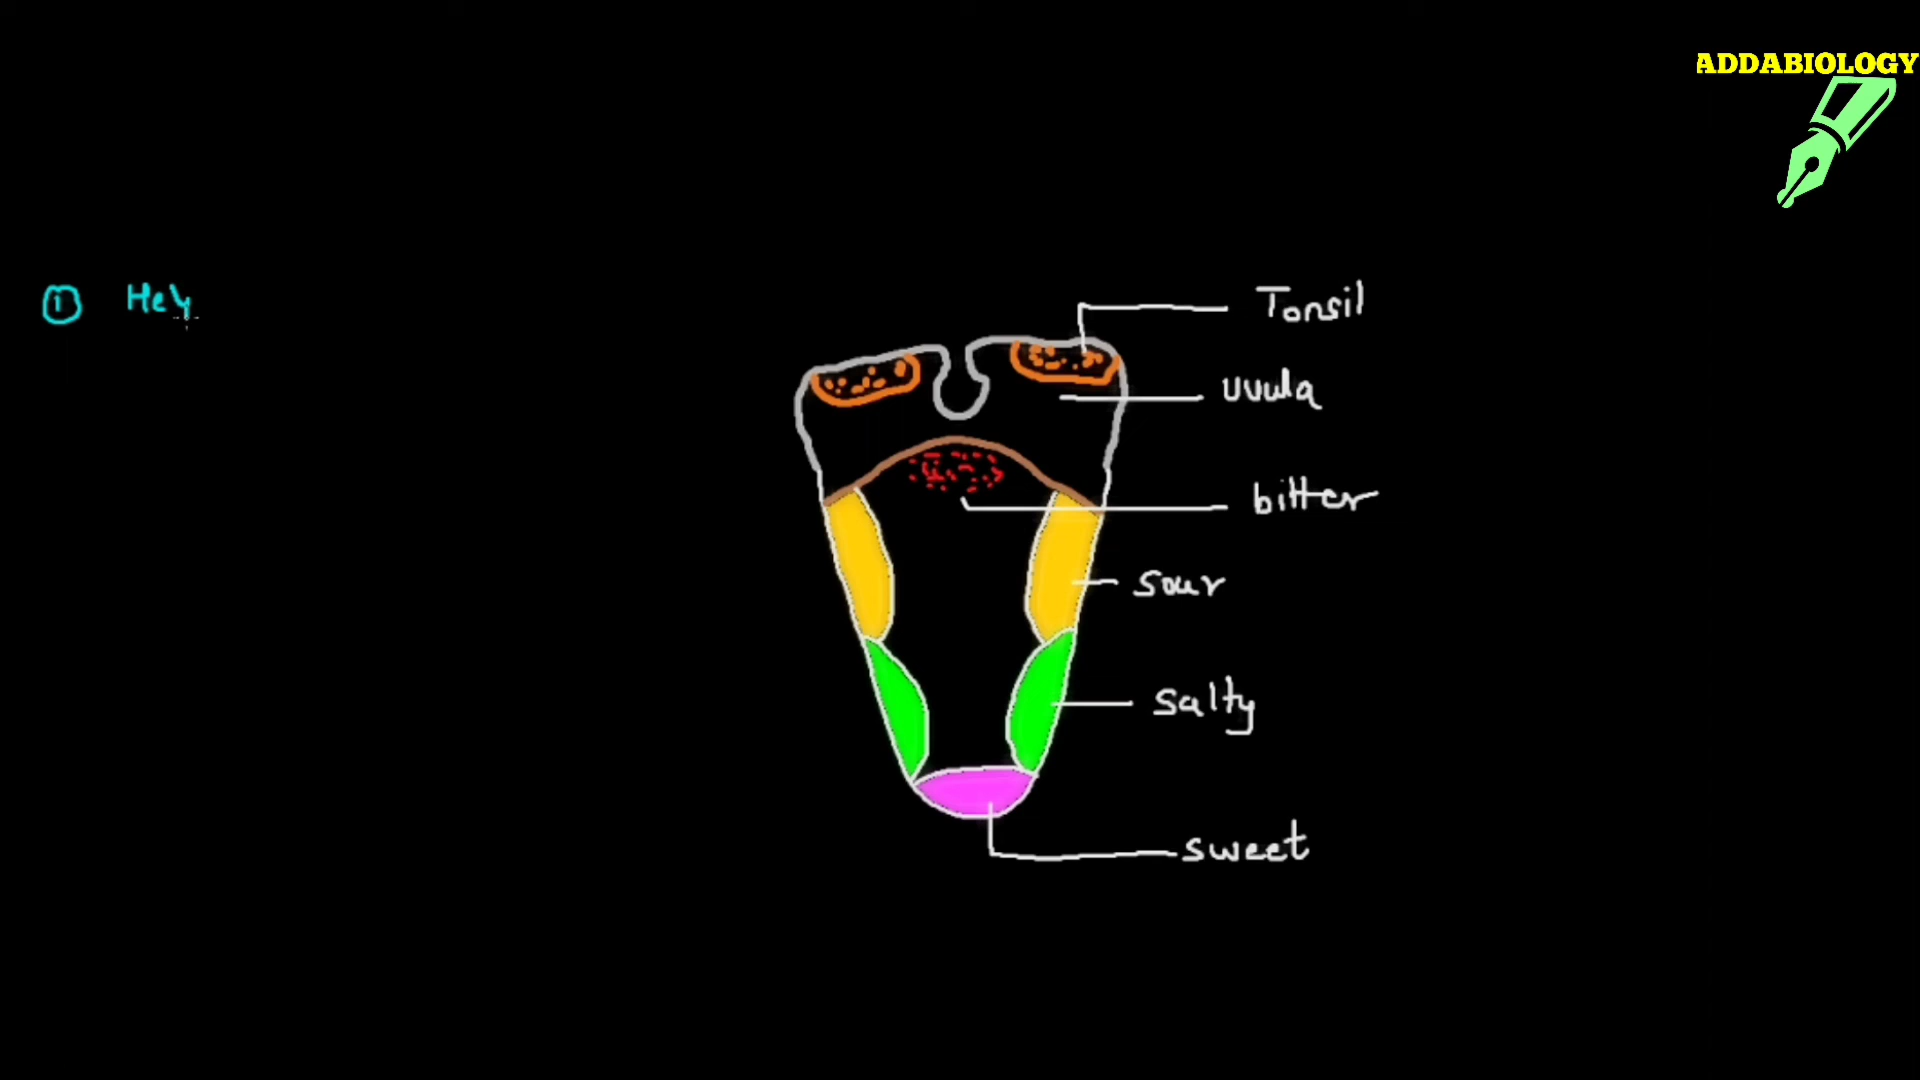 ADDABIOLOGY
① Hey
Tonsil
uvula
bitter
sour
salty
sweet